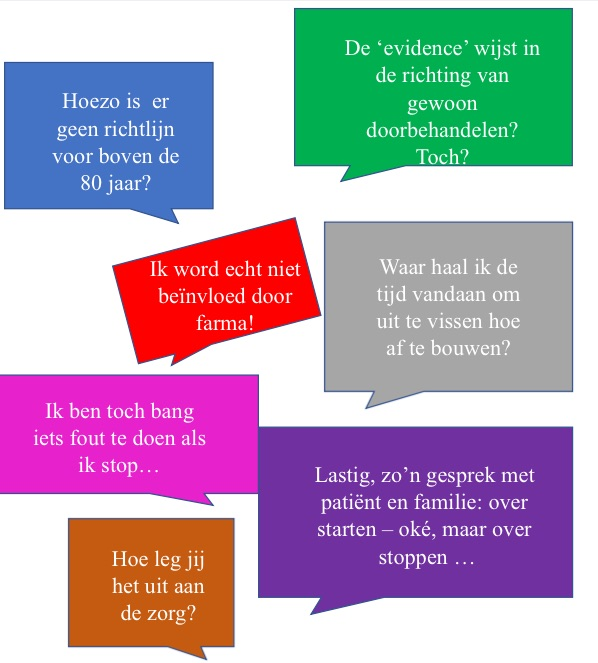 De ‘evidence’ wijst in
de richting van
gewoon
doorbehandelen?
Toch?
Hoezo is er
geen richtlijn
voor boven de
80 jaar?
Ik word echt niet
beïnvloed door
farma!
Waar haal ik de
tijd vandaan om
uit te vissen hoe
af te bouwen?
Ik ben toch bang
iets fout te doen als
ik stop…
Lastig, zo’n gesprek met
patiënt en familie: over
starten – oké, maar over
stoppen …
Hoe leg jij
het uit aan
de zorg?